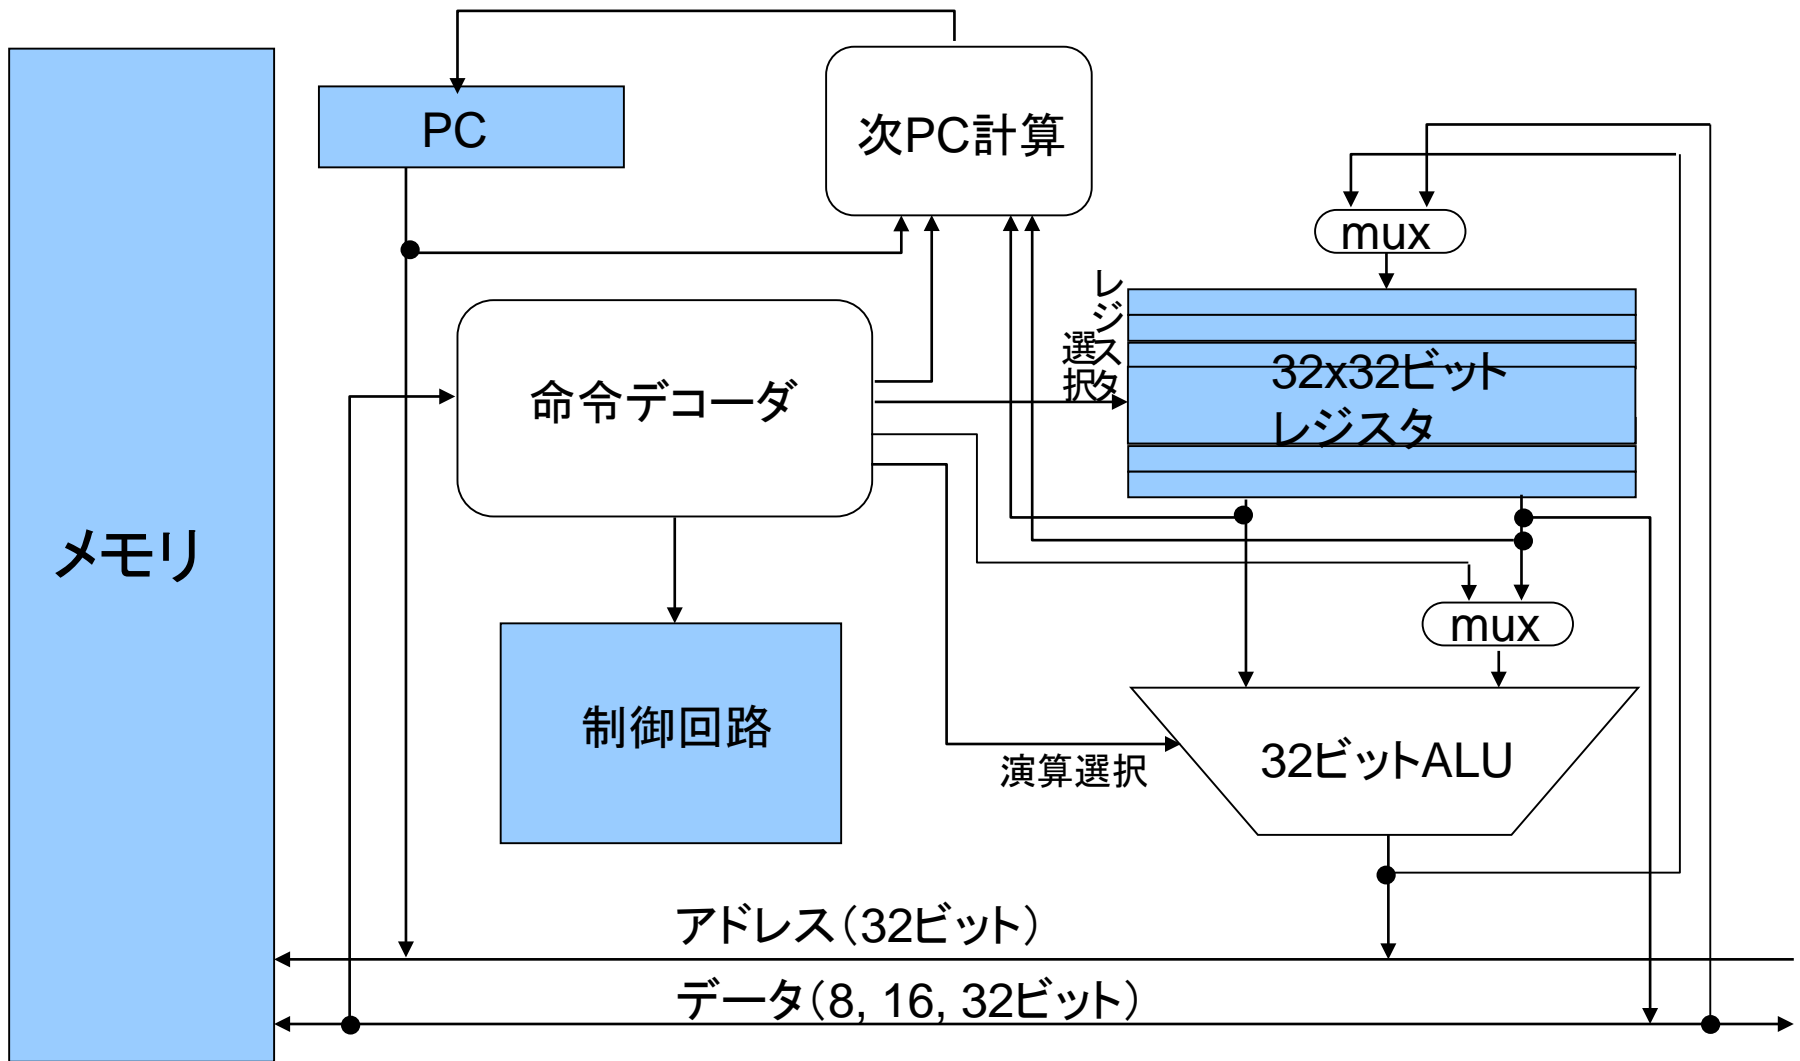 PC
次PC計算
mux
レジスタ
選択
32x32ビット
レジスタ
命令デコーダ
メモリ
mux
制御回路
32ビットALU
演算選択
アドレス(32ビット)
データ(8, 16, 32ビット)